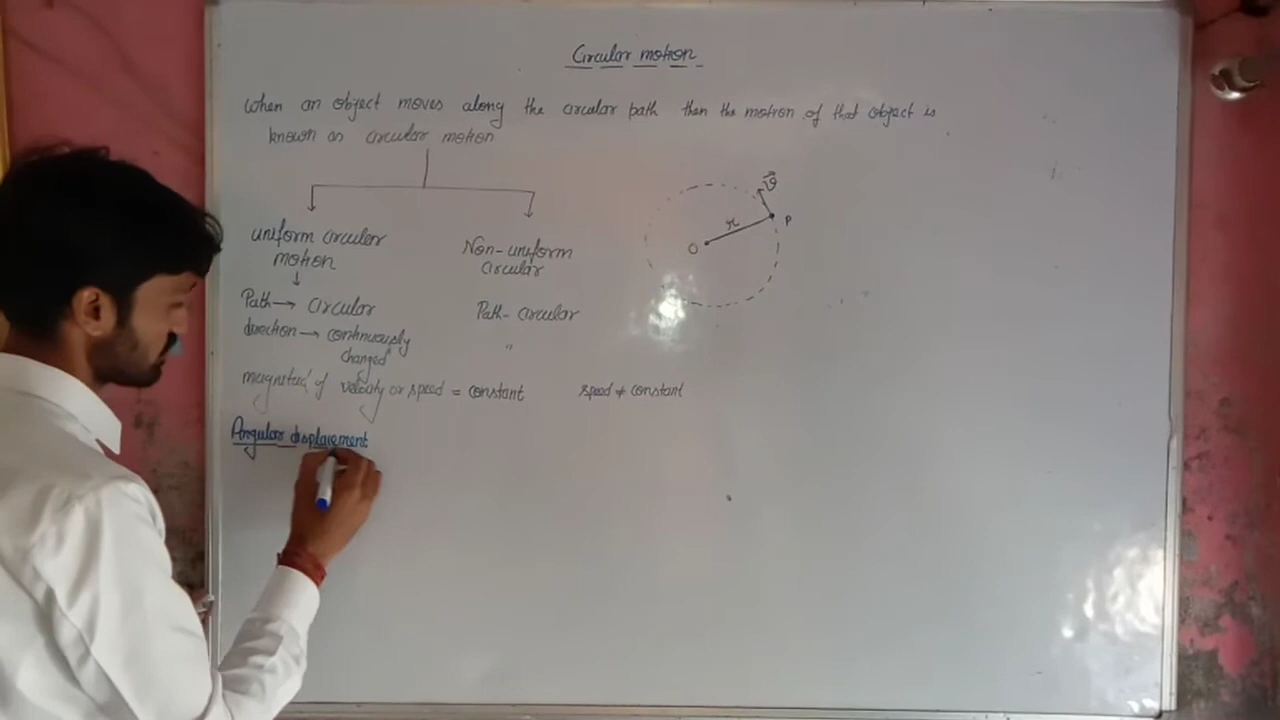 Circular motion
when an object moves along the circular path then the motion of that object is
known as circular motion
uniform circular
motion
Non-uniform
circular
Path → circular
direction → continuously
changed
Path - circular
"
magnitud of velocity or speed = constant
speed ≠ constant
Angular displacement
O
r
P
v⃗